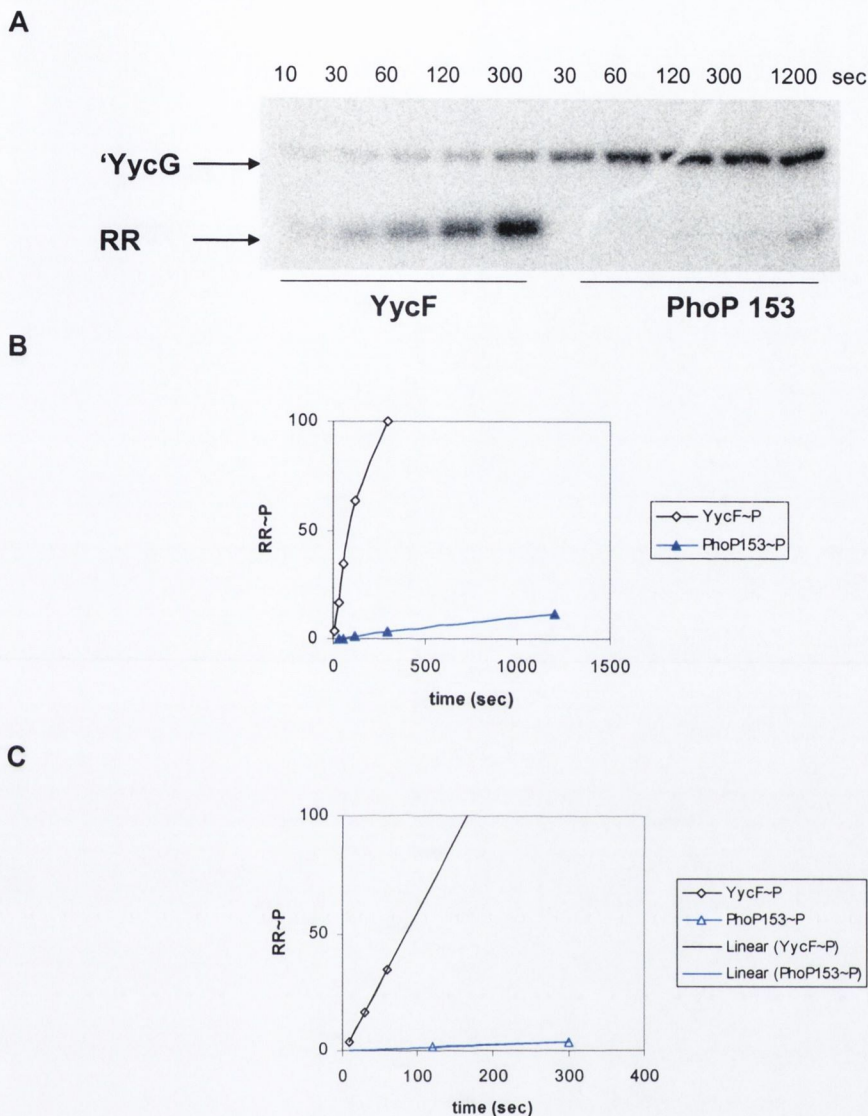 A
10 30 60 120 300 30 60 120 300 1200 sec
‘YycG
RR
YycF PhoP 153
B
100
50
0
RR~P
0 500 1000 1500
time (sec)
YycF~P
PhoP153~P
C
100
50
0
RR~P
0 100 200 300 400
time (sec)
YycF~P
PhoP153~P
Linear (YycF~P)
Linear (PhoP153~P)